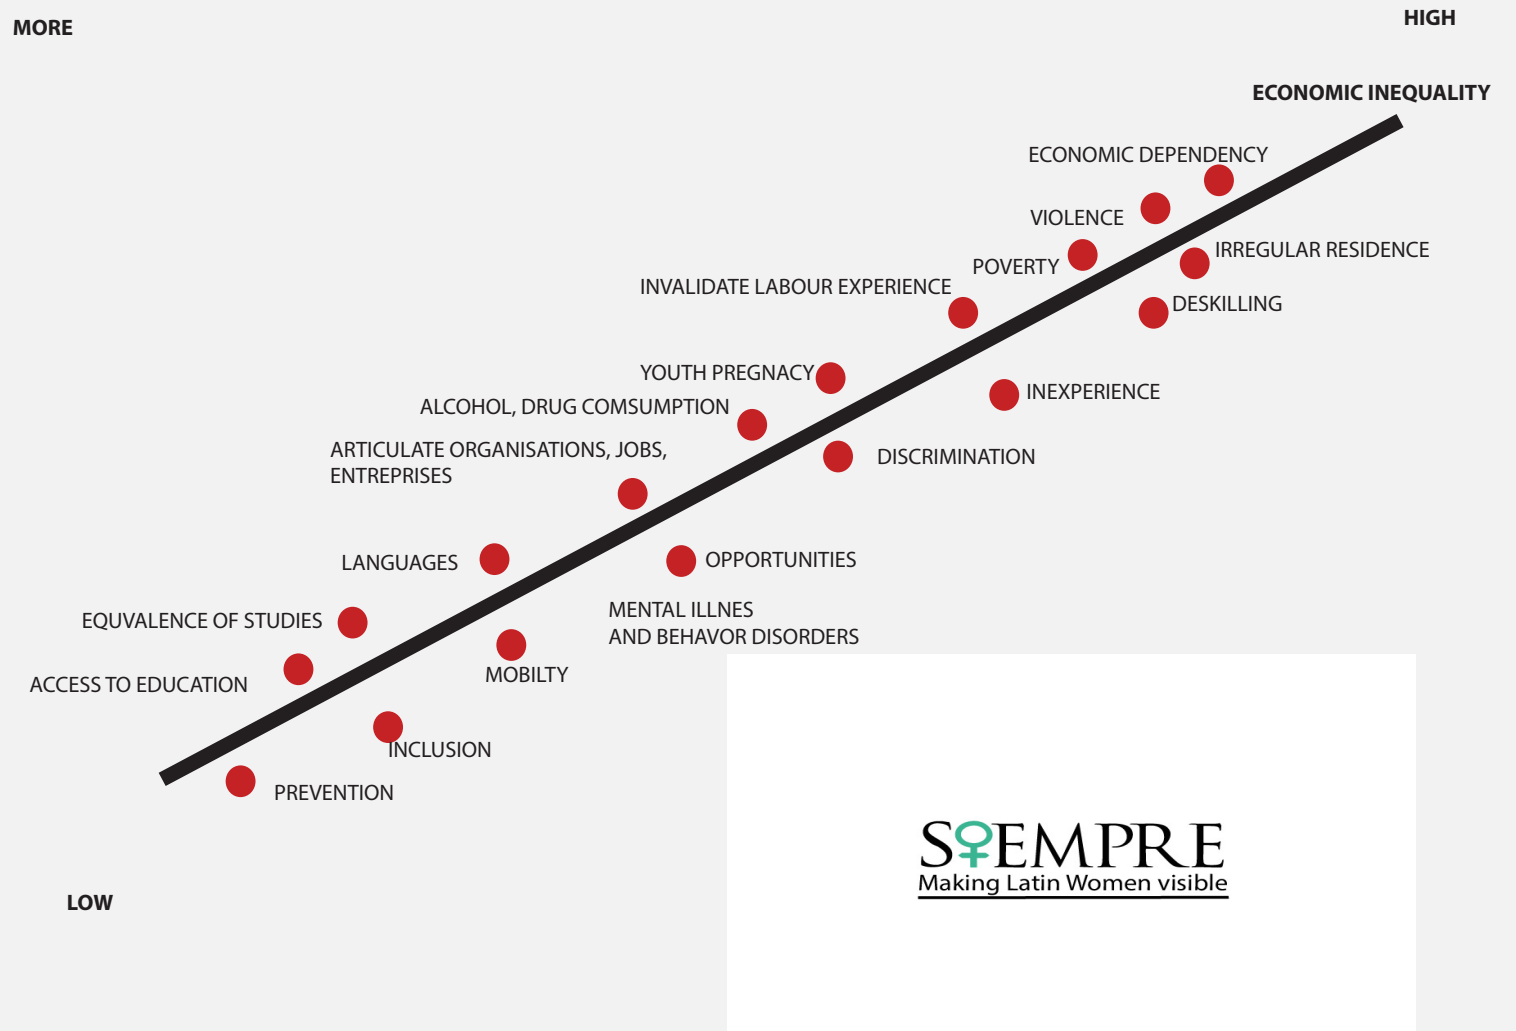 MORE
HIGH
ECONOMIC INEQUALITY
ECONOMIC DEPENDENCY
VIOLENCE
IRREGULAR RESIDENCE
POVERTY
INVALIDATE LABOUR EXPERIENCE
DESKILLING
YOUTH PREGNACY
INEXPERIENCE
ALCOHOL, DRUG COMSUMPTION
ARTICULATE ORGANISATIONS, JOBS,
ENTREPRISES
DISCRIMINATION
LANGUAGES
OPPORTUNITIES
MENTAL ILLNES
AND BEHAVOR DISORDERS
EQUVALENCE OF STUDIES
MOBILTY
ACCESS TO EDUCATION
INCLUSION
PREVENTION
LOW
SIEMPRE
Making Latin Women visible